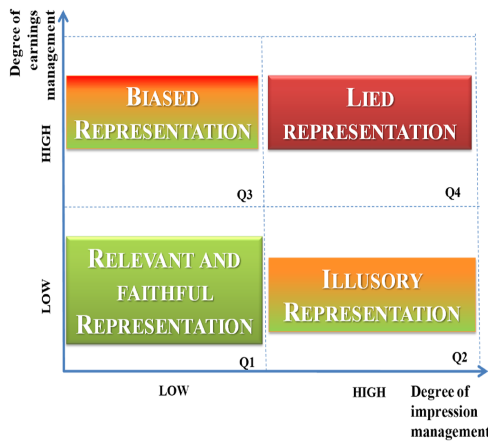 Degree of
earnings
management
HIGH
BIASED
REPRESENTATION
LIED
REPRESENTATION
Q3
Q4
LOW
RELEVANT AND
FAITHFUL
REPRESENTATION
ILLUSORY
REPRESENTATION
Q1
Q2
LOW
HIGH
Degree of
impression
management